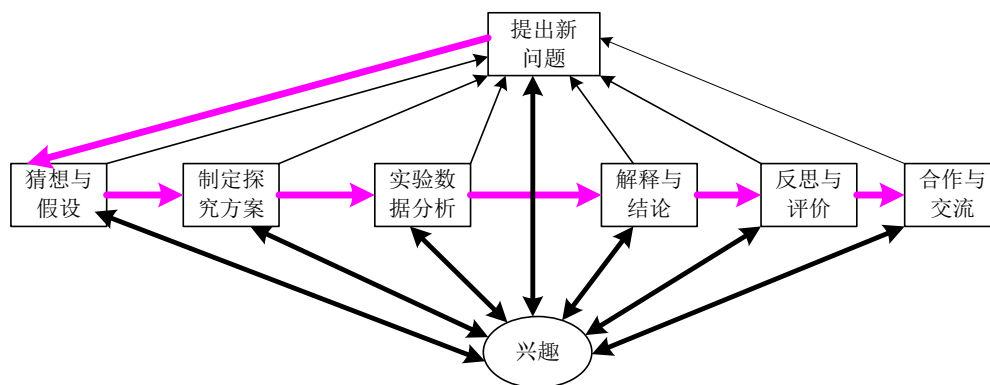 提出新
问题
猜想与
假设
制定探
究方案
实验数
据分析
解释与
结论
反思与
评价
合作与
交流
兴趣